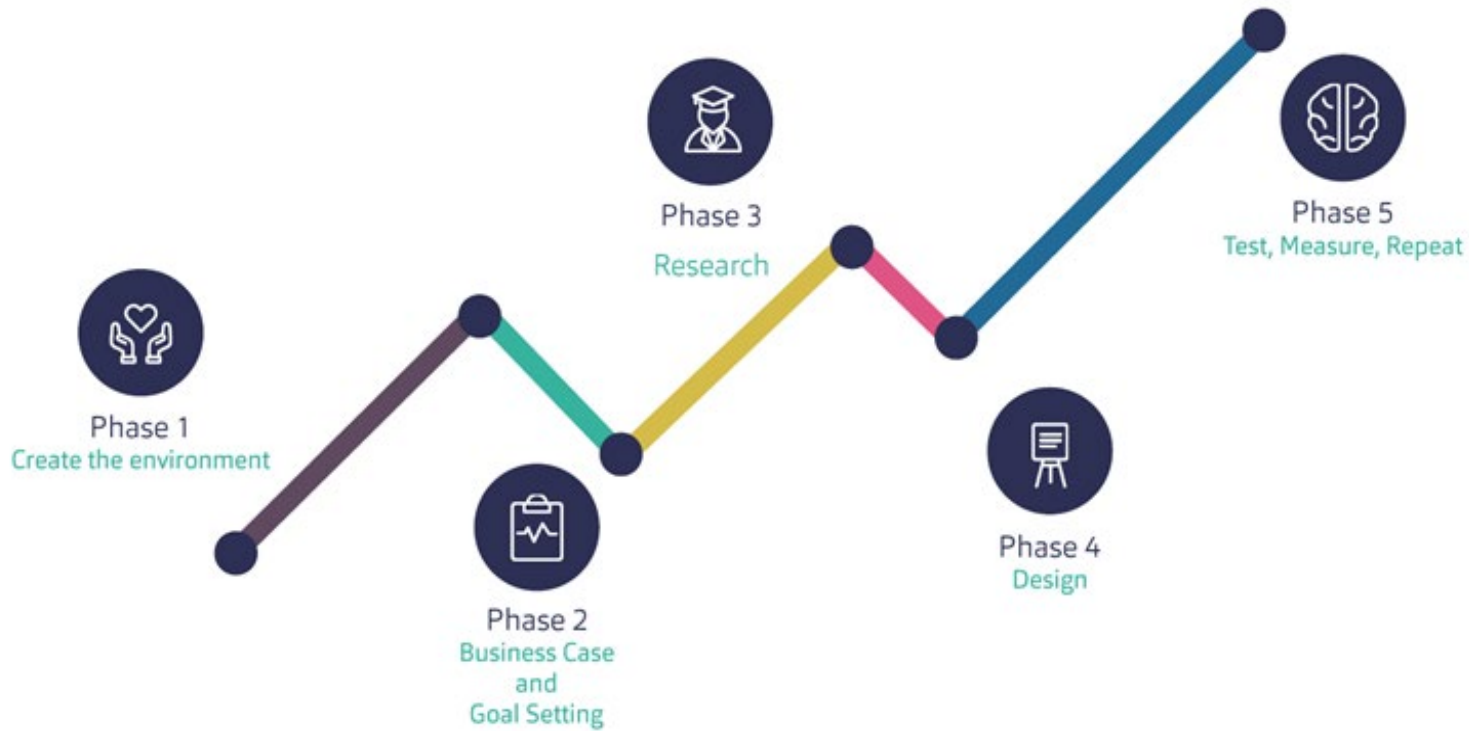 Phase 1
Create the environment
Phase 2
Business Case
and
Goal Setting
Phase 3
Research
Phase 4
Design
Phase 5
Test, Measure, Repeat